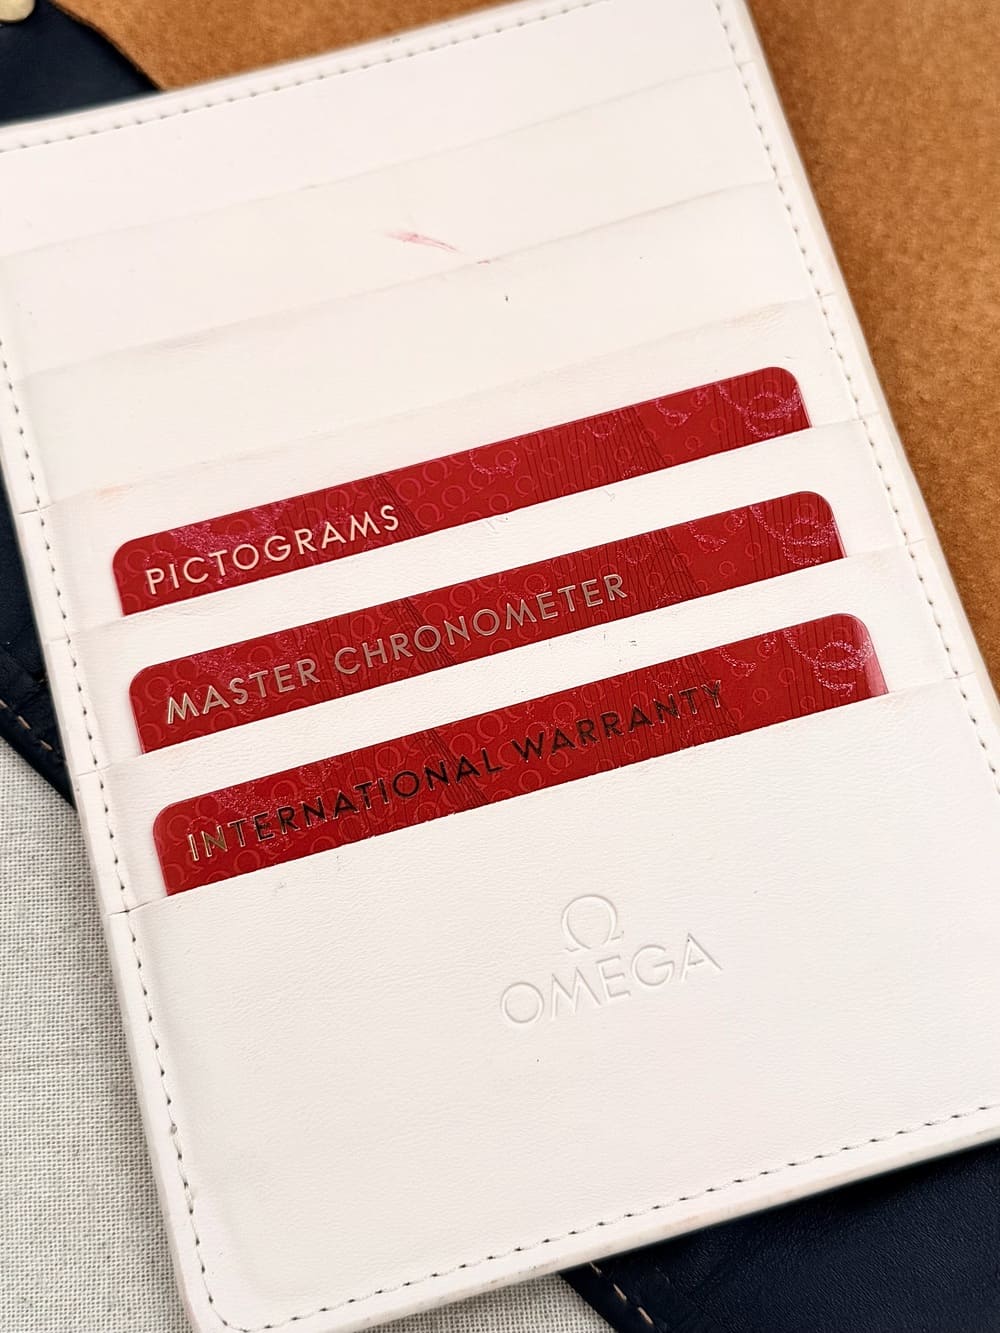 PICTOGRAMS
MASTER CHRONOMETER
INTERNATIONAL WARRANTY
Ω
OMEGA